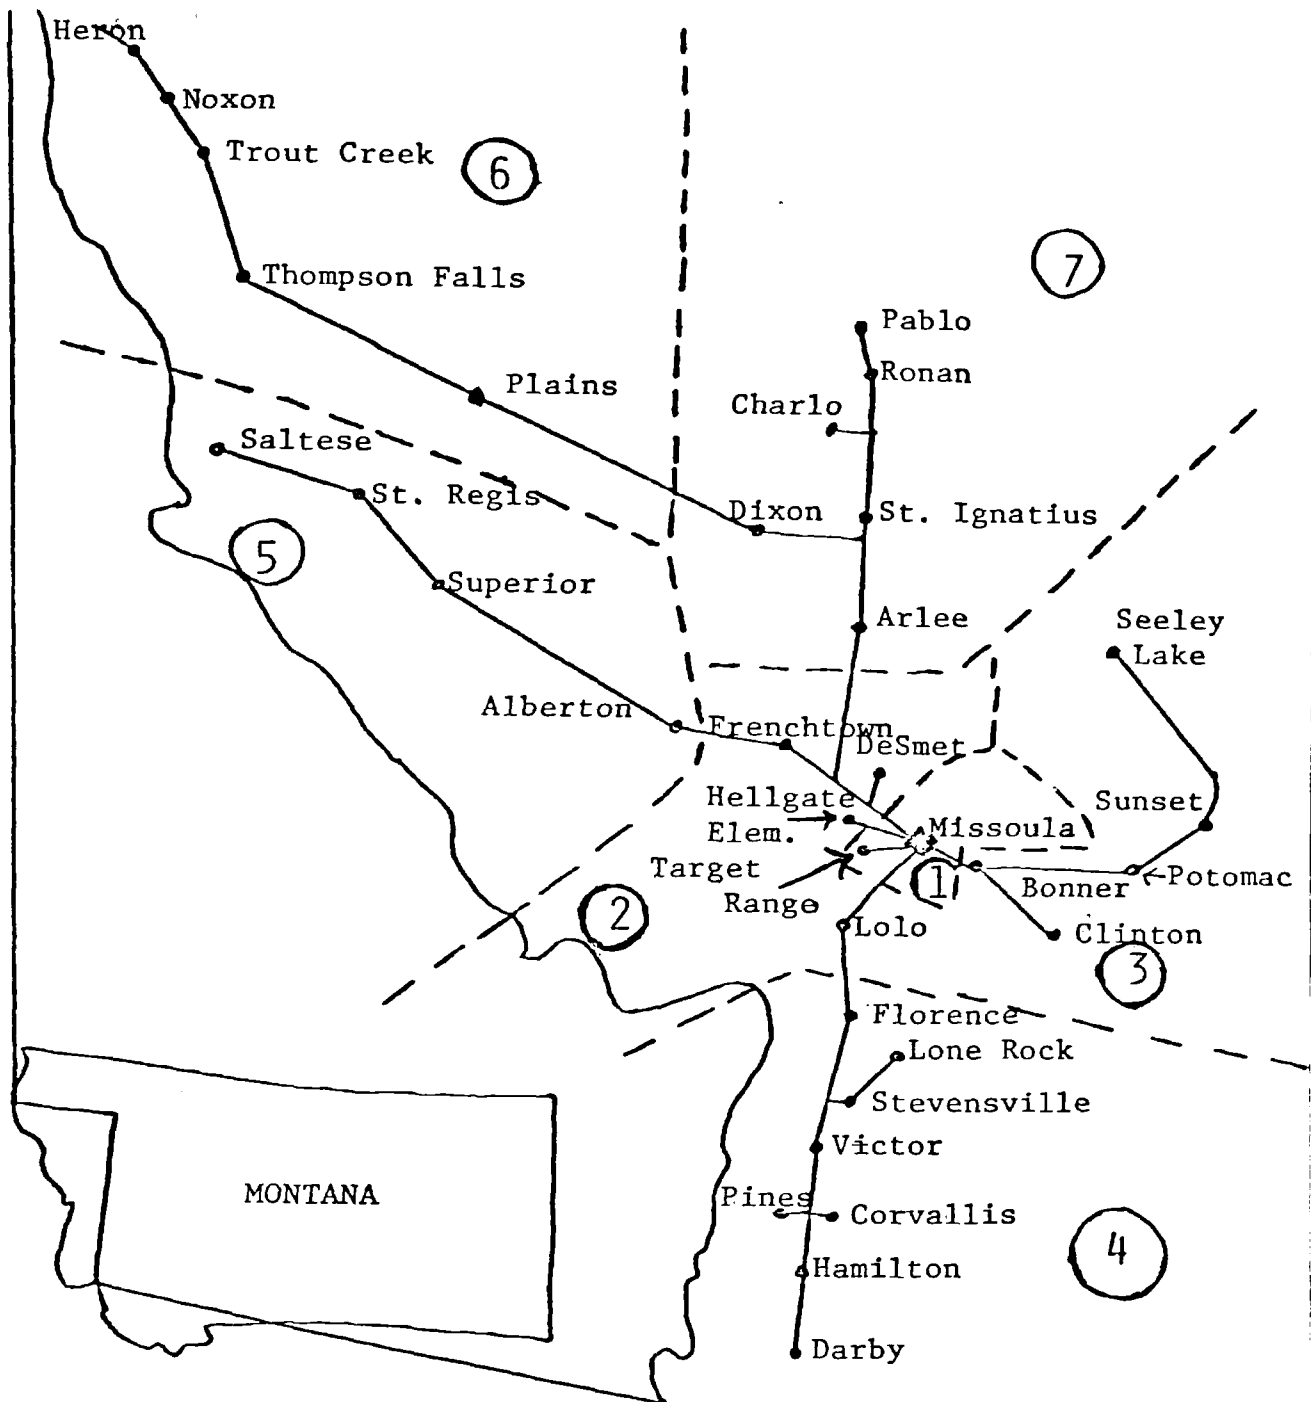 Heron
Noxon
Trout Creek
6
7
Thompson Falls
Pablo
Ronan
Plains
Charlo
Saltese
St. Regis
Dixon
St. Ignatius
5
Superior
Arlee
Seeley
Lake
Alberton
Frenchtown
DeSmet
Hellgate
Elem.
Sunset
Missoula
Target
Range
1
Bonner
Potomac
2
Lolo
Clinton
3
Florence
Lone Rock
Stevensville
Victor
MONTANA
Pines
Corvallis
4
Hamilton
Darby